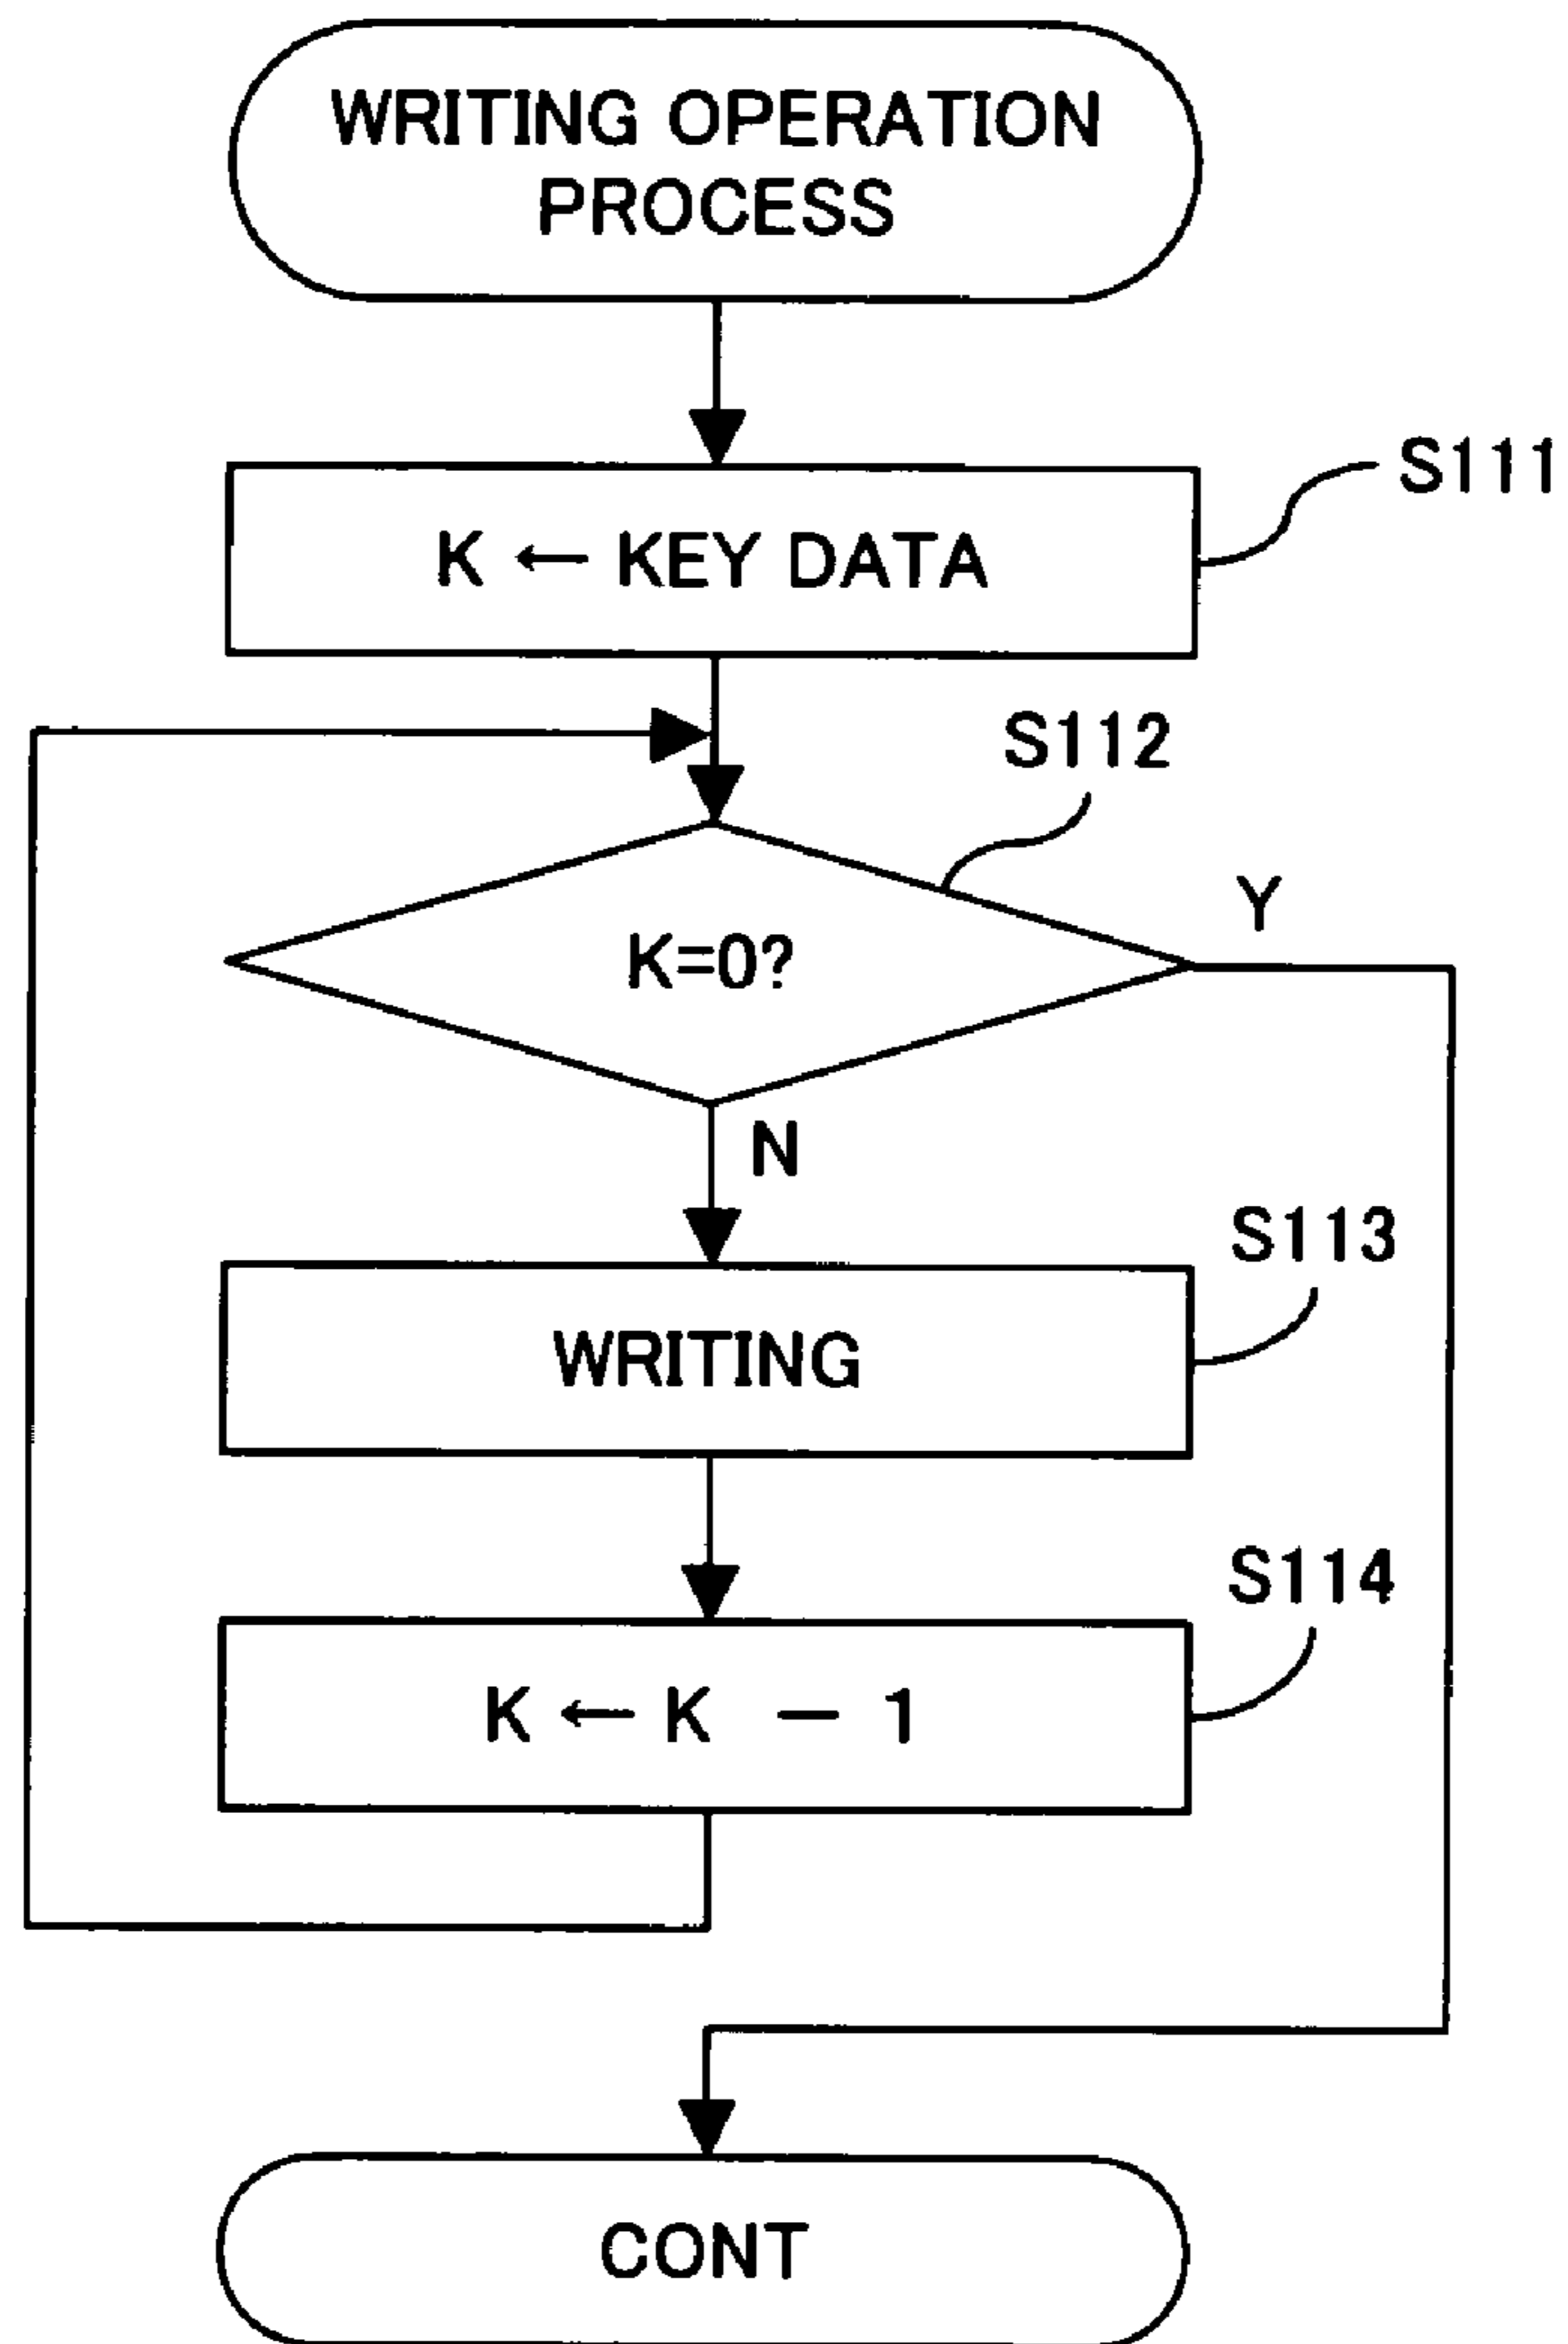 WRITING OPERATION
PROCESS
S111
K ← KEY DATA
S112
Y
K=0?
N
S113
WRITING
S114
K ← K − 1
CONT